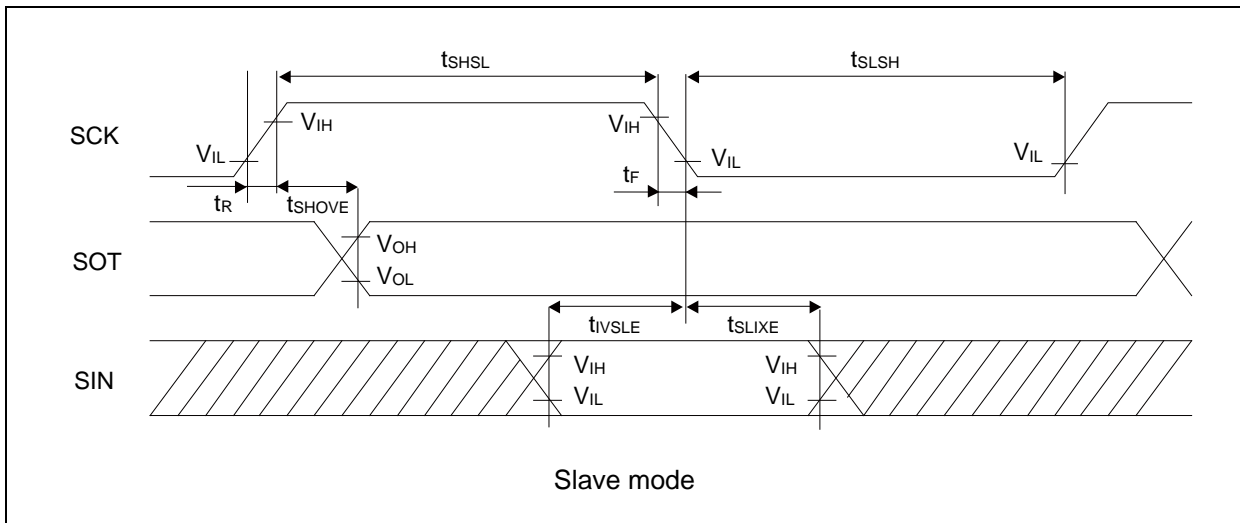 tSHSL
tSLSH
SCK
VIH
VIH
VIL
VIL
VIL
tR
tSHOVE
tF
SOT
VOH
VOL
tIVSLE
tSLIXE
SIN
VIH
VIH
VIL
VIL
Slave mode